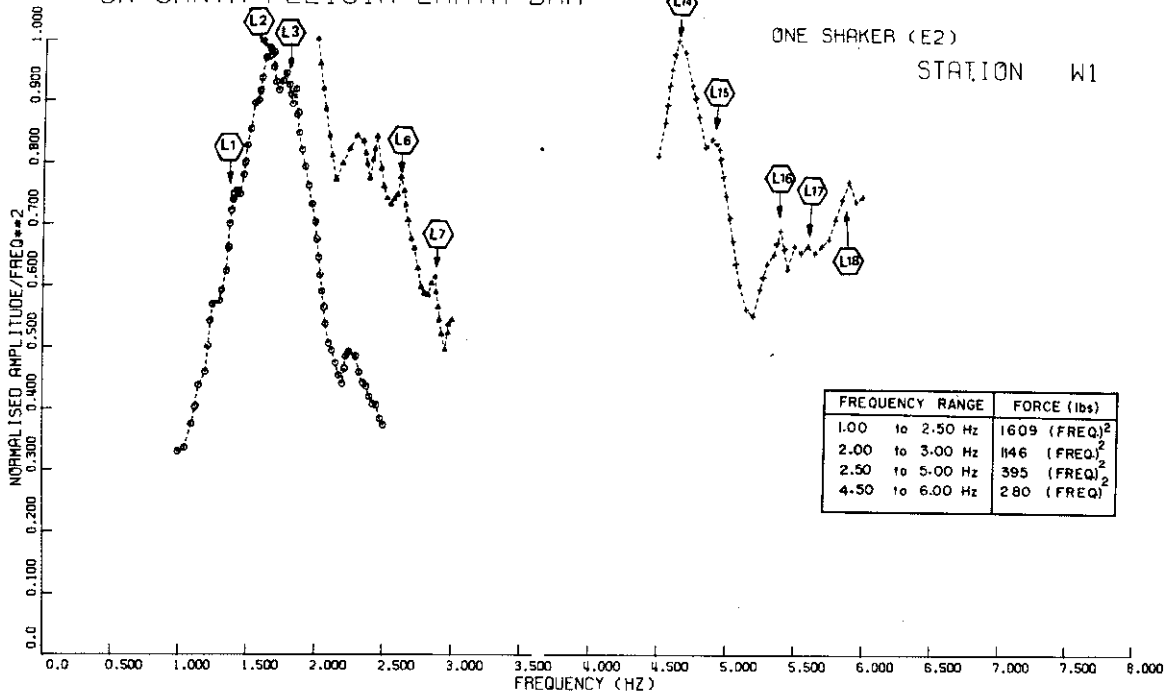 ON SANTA FELICIA EARTH DAM
ONE SHAKER (E2)
STATION W1
L1
L2
L3
L6
L7
L14
L15
L16
L17
L18
NORMALISED AMPLITUDE/FREQ**2
1.000
0.900
0.800
0.700
0.600
0.500
0.400
0.300
0.200
0.100
0.0
FREQUENCY RANGE FORCE (lbs)
1.00 to 2.50 Hz 1609 (FREQ.)²
2.00 to 3.00 Hz 1146 (FREQ.)²
2.50 to 5.00 Hz 395 (FREQ)²
4.50 to 6.00 Hz 280 (FREQ)²
0.0 0.500 1.000 1.500 2.000 2.500 3.000 3.500 4.000 4.500 5.000 5.500 6.000 6.500 7.000 7.500 8.000
FREQUENCY (HZ)